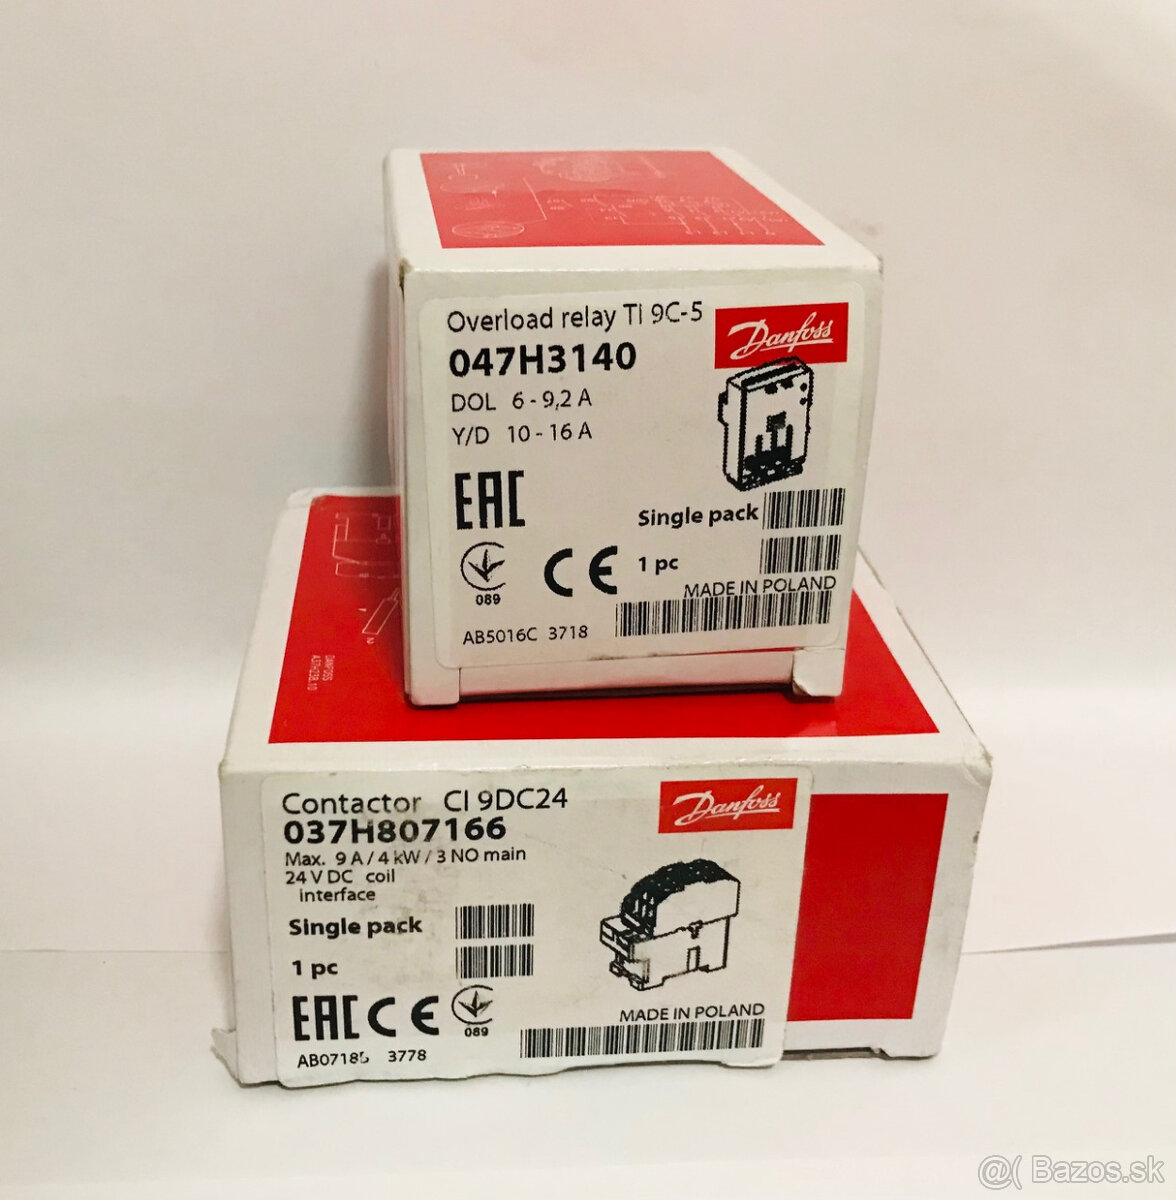 Overload relay TI 9C-5
Danfoss
047H3140
DOL 6 - 9,2 A
Y/D 10 - 16 A
EAC
Single pack
089
CE
1 pc
MADE IN POLAND
AB5016C 3718
DANFOSS
Contactor CI 9DC24
Danfoss
037H807166
Max. 9 A / 4 kW / 3 NO main
24 V DC coil
interface
Single pack
1 pc
EAC CE
089
MADE IN POLAND
3778
@( Bazos.sk